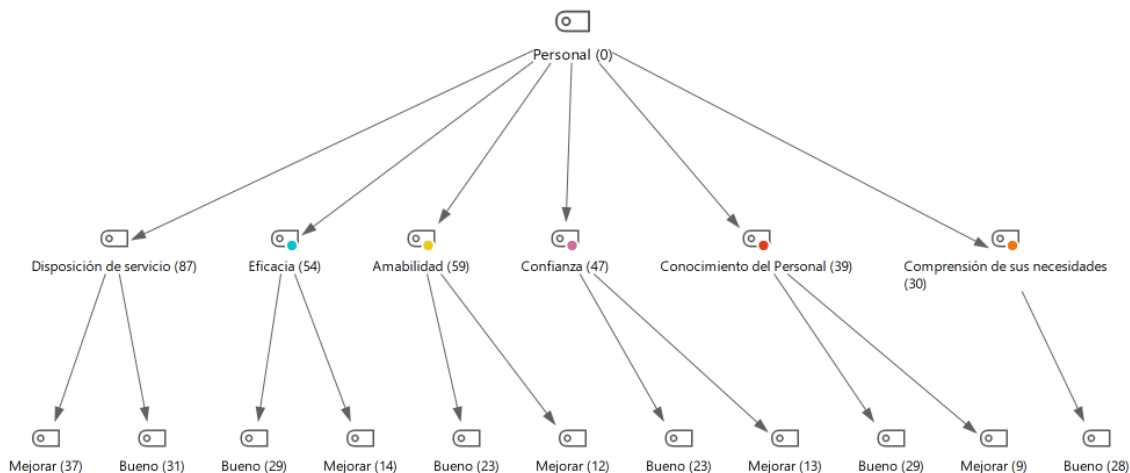 Personal (0)
Disposición de servicio (87)
Eficacia (54)
Amabilidad (59)
Confianza (47)
Conocimiento del Personal (39)
Comprensión de sus necesidades
(30)
Mejorar (37)
Bueno (31)
Bueno (29)
Mejorar (14)
Bueno (23)
Mejorar (12)
Bueno (23)
Mejorar (13)
Bueno (29)
Mejorar (9)
Bueno (28)